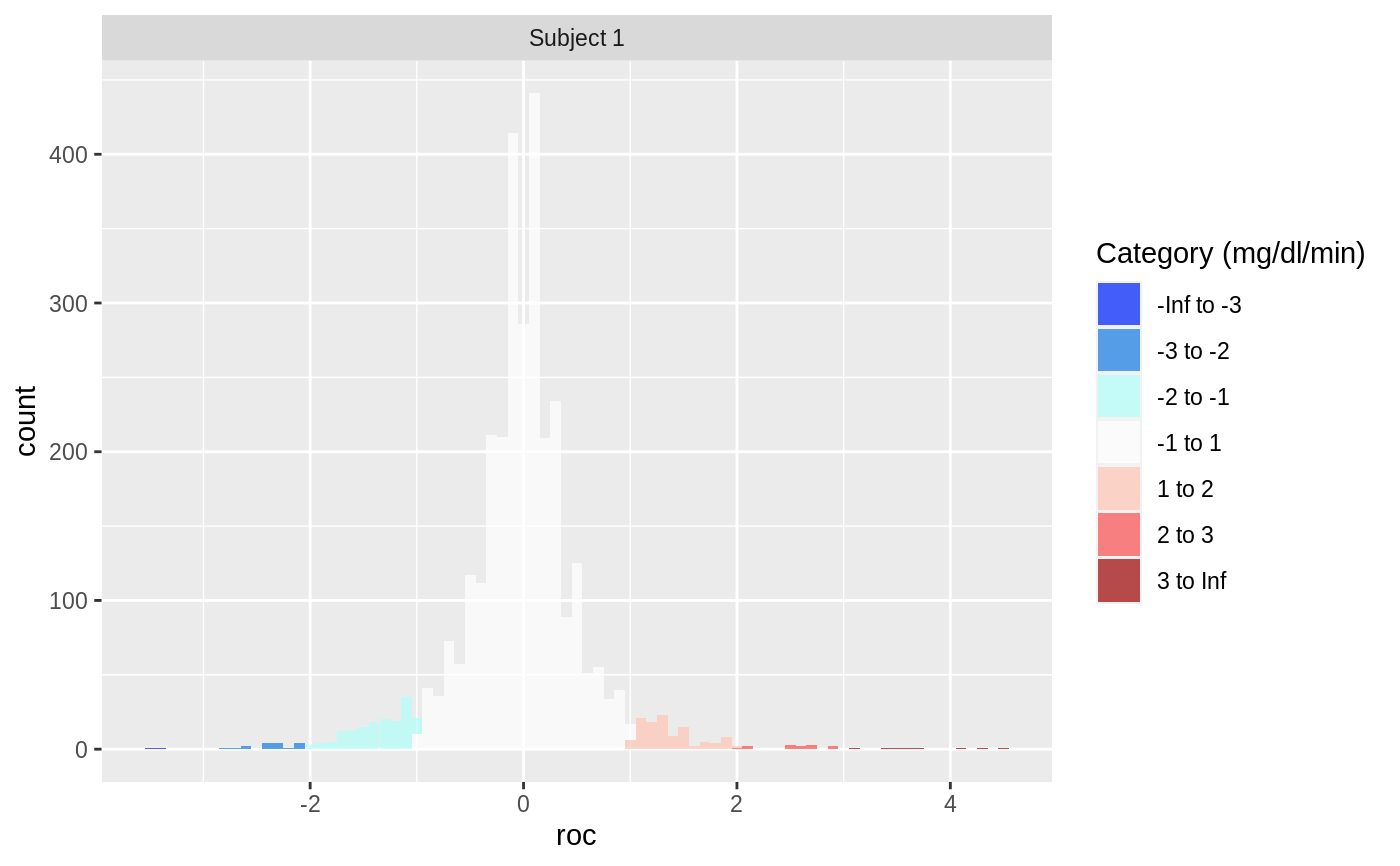 Subject 1
400
300
200
100
0
count
-2
0
2
4
roc
Category (mg/dl/min)
-Inf to -3
-3 to -2
-2 to -1
-1 to 1
1 to 2
2 to 3
3 to Inf